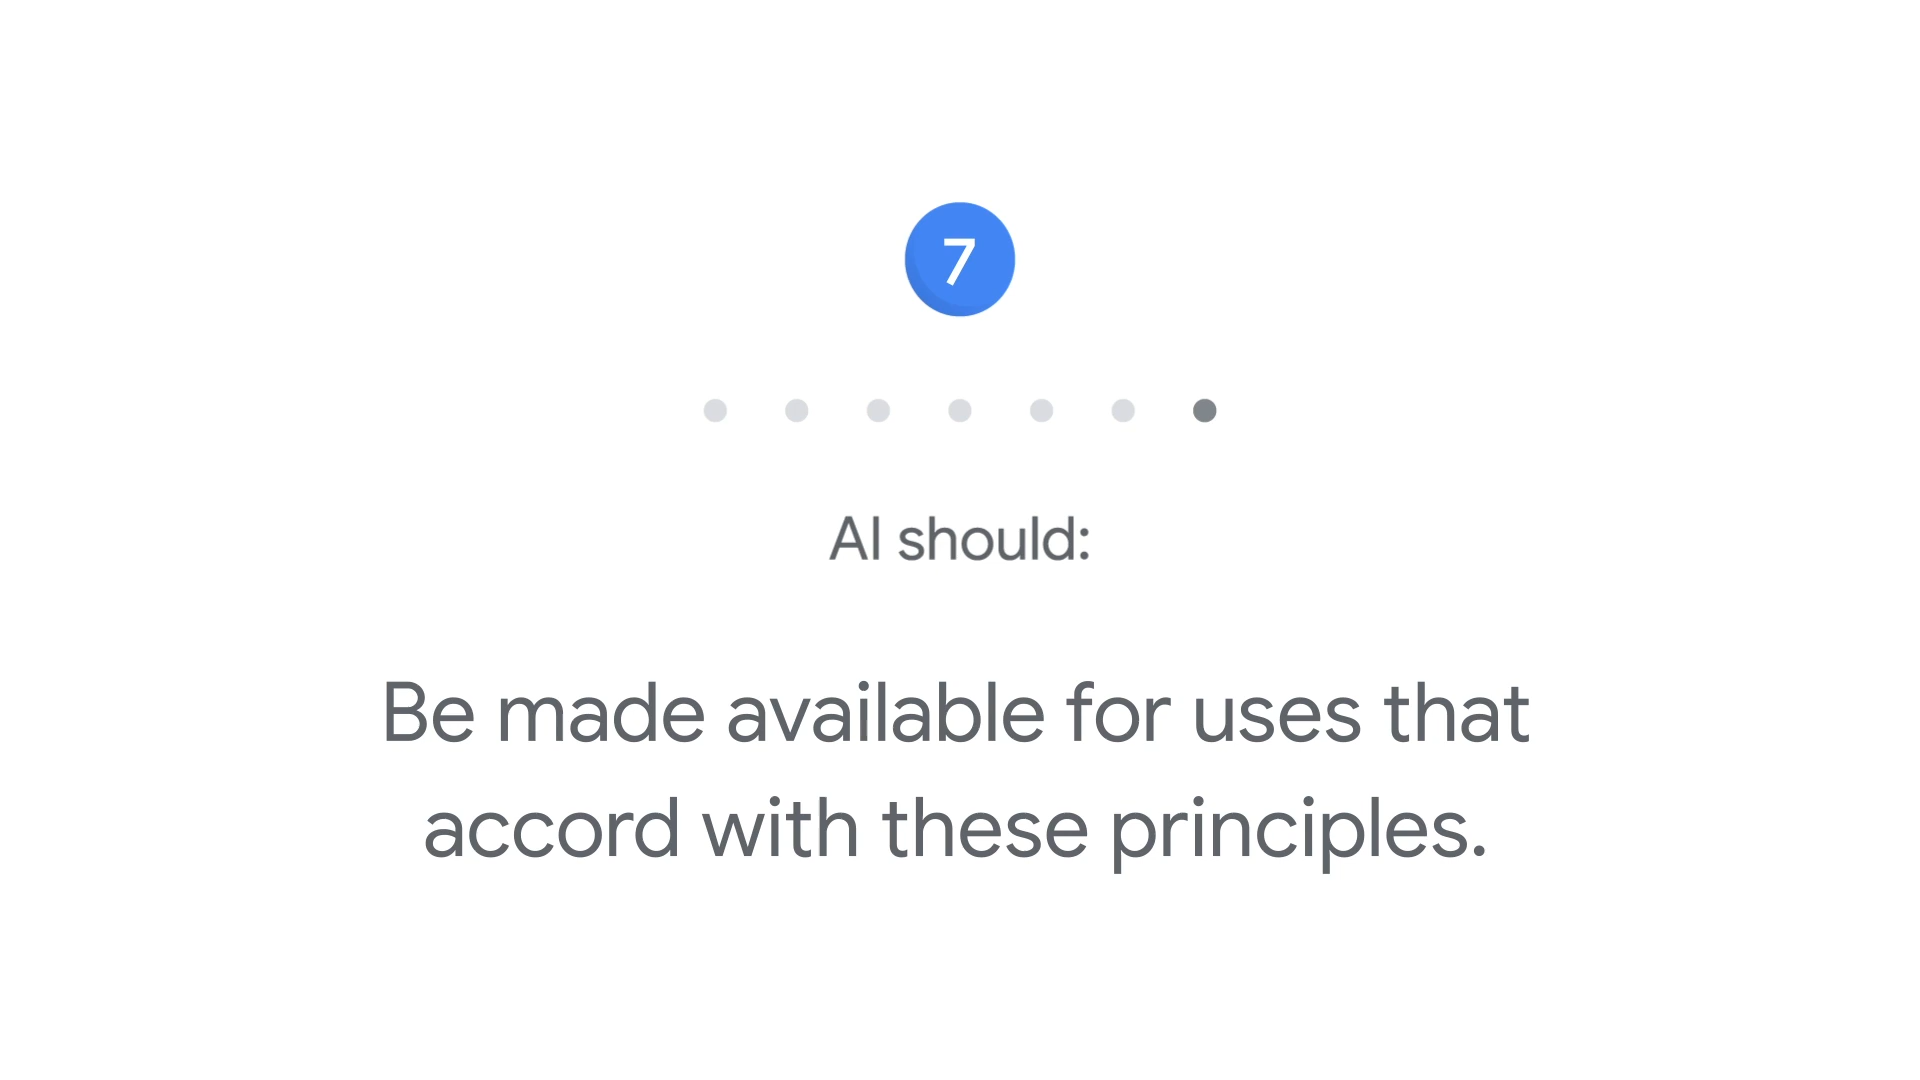 7
AI should:
Be made available for uses that
accord with these principles.